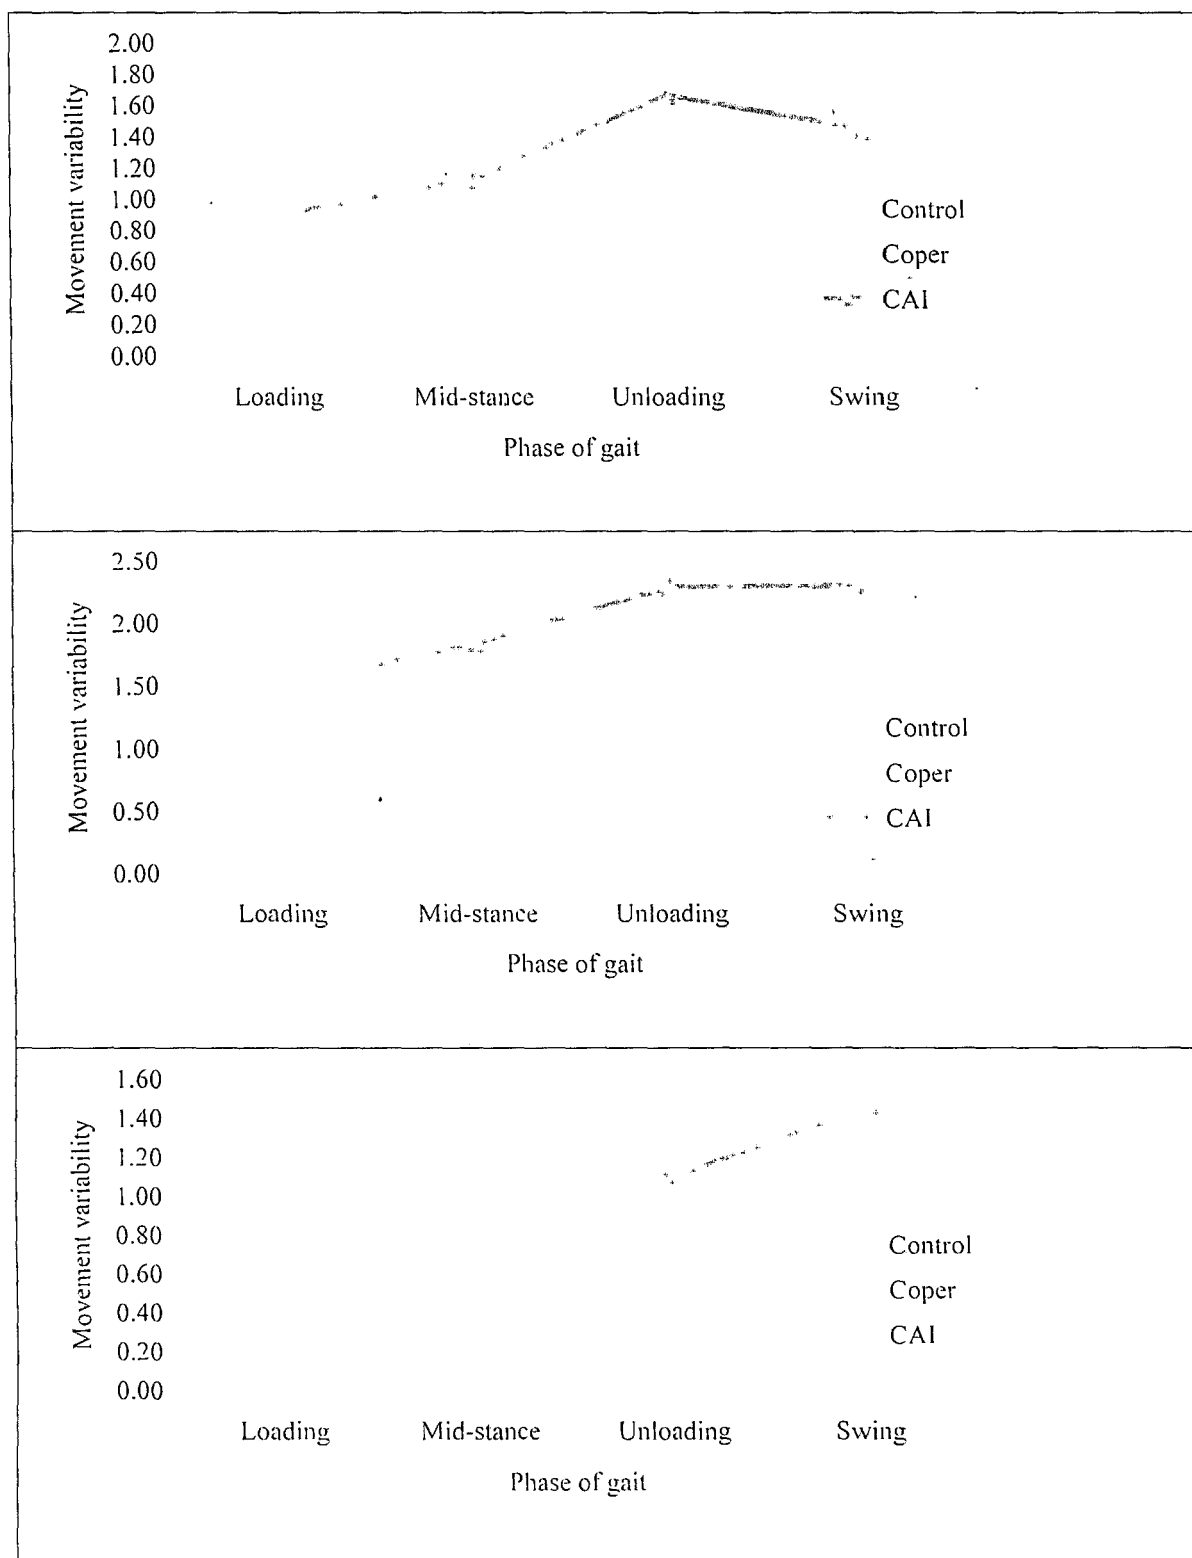 2.00
1.80
1.60
1.40
1.20
1.00
0.80
0.60
0.40
0.20
0.00
Movement variability
Control
Coper
CAI
Loading Mid-stance Unloading Swing
Phase of gait
2.50
2.00
1.50
1.00
0.50
0.00
Movement variability
Control
Coper
CAI
Loading Mid-stance Unloading Swing
Phase of gait
1.60
1.40
1.20
1.00
0.80
0.60
0.40
0.20
0.00
Movement variability
Control
Coper
CAI
Loading Mid-stance Unloading Swing
Phase of gait